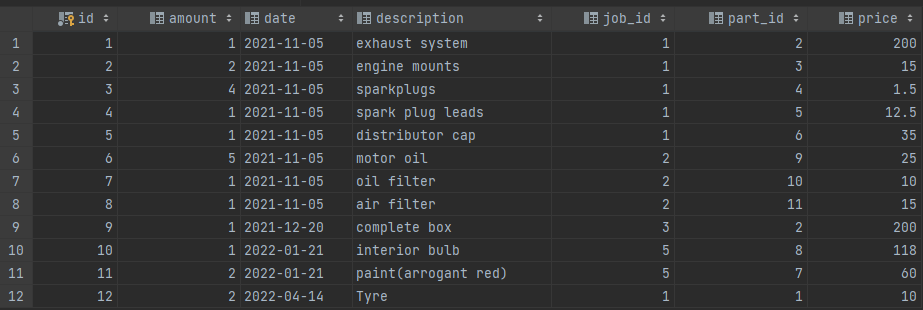 id amount date description job_id part_id price
1 1 1 2021-11-05 exhaust system 1 2 200
2 2 2 2021-11-05 engine mounts 1 3 15
3 3 4 2021-11-05 sparkplugs 1 4 1.5
4 4 1 2021-11-05 spark plug leads 1 5 12.5
5 5 1 2021-11-05 distributor cap 1 6 35
6 6 5 2021-11-05 motor oil 2 9 25
7 7 1 2021-11-05 oil filter 2 10 10
8 8 1 2021-11-05 air filter 2 11 15
9 9 1 2021-12-20 complete box 3 2 200
10 10 1 2022-01-21 interior bulb 5 8 118
11 11 2 2022-01-21 paint(arrogant red) 5 7 60
12 12 2 2022-04-14 Tyre 1 1 10